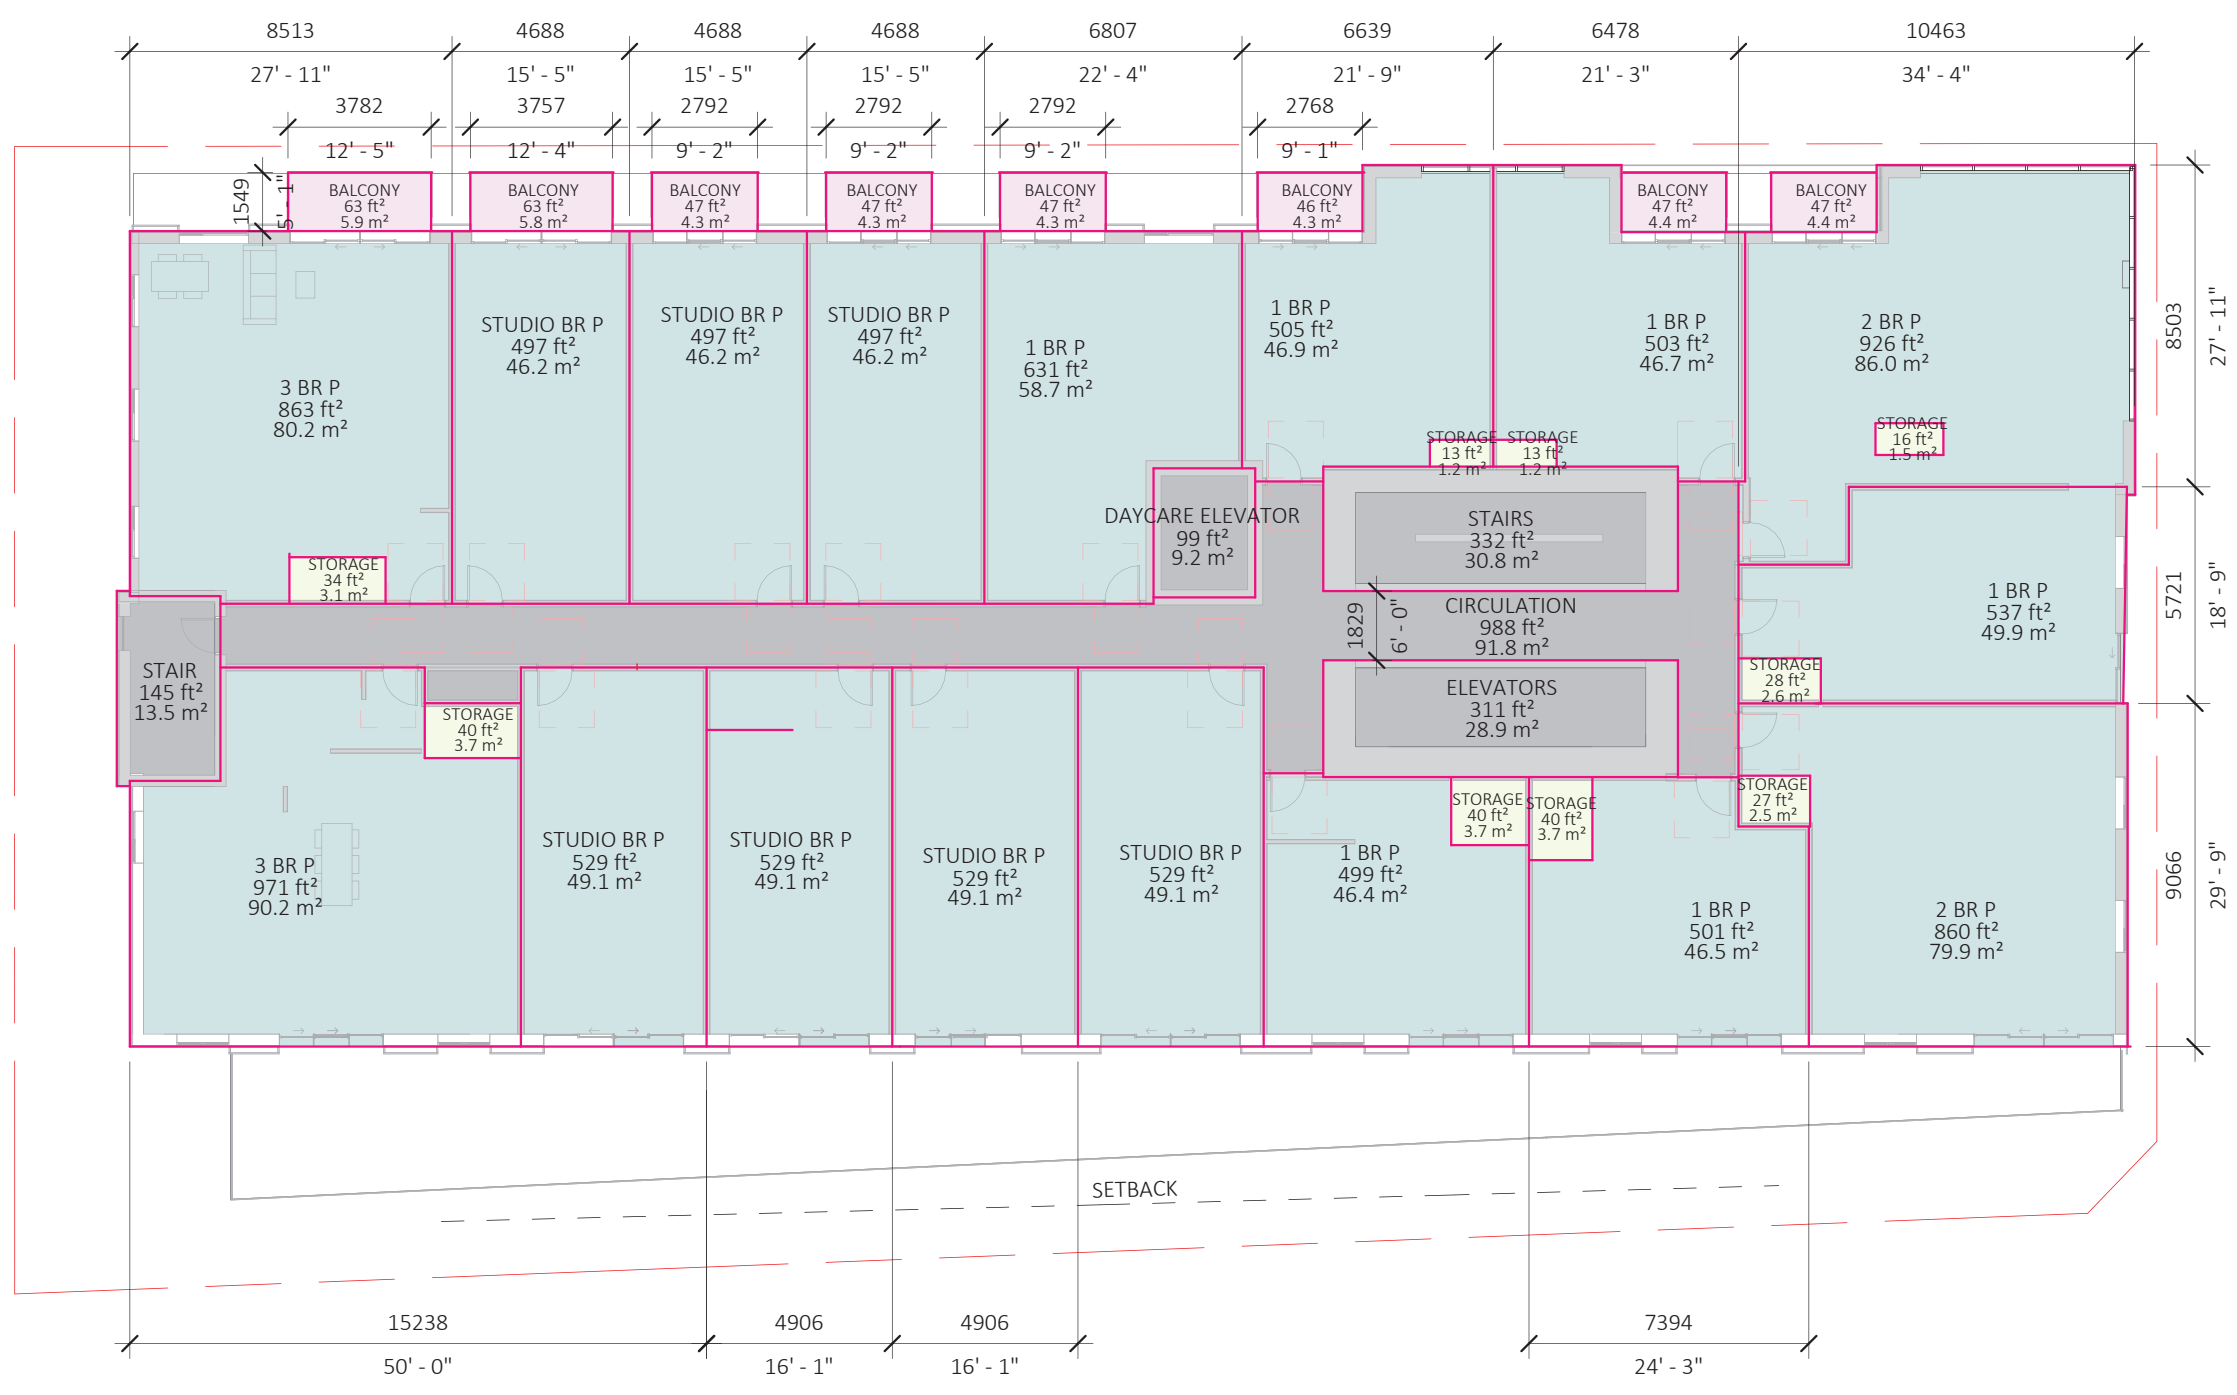 8513
4688
4688
4688
6807
6639
6478
10463
27' - 11"
15' - 5"
15' - 5"
15' - 5"
22' - 4"
21' - 9"
21' - 3"
34' - 4"
3782
3757
2792
2792
2792
2768
12' - 5"
12' - 4"
9' - 2"
9' - 2"
9' - 2"
9' - 1"
1549
5' - 1"
BALCONY
63 ft²
5.9 m²
BALCONY
63 ft²
5.8 m²
BALCONY
47 ft²
4.3 m²
BALCONY
47 ft²
4.3 m²
BALCONY
47 ft²
4.3 m²
BALCONY
46 ft²
4.3 m²
BALCONY
47 ft²
4.4 m²
BALCONY
47 ft²
4.4 m²
3 BR P
863 ft²
80.2 m²
STUDIO BR P
497 ft²
46.2 m²
STUDIO BR P
497 ft²
46.2 m²
STUDIO BR P
497 ft²
46.2 m²
1 BR P
631 ft²
58.7 m²
1 BR P
505 ft²
46.9 m²
1 BR P
503 ft²
46.7 m²
2 BR P
926 ft²
86.0 m²
8503
27' - 11"
STORAGE
13 ft²
1.2 m²
STORAGE
13 ft²
1.2 m²
STORAGE
16 ft²
1.5 m²
DAYCARE ELEVATOR
99 ft²
9.2 m²
STAIRS
332 ft²
30.8 m²
STORAGE
34 ft²
3.1 m²
CIRCULATION
988 ft²
91.8 m²
1829
6' - 0"
1 BR P
537 ft²
49.9 m²
5721
18' - 9"
STAIR
145 ft²
13.5 m²
STORAGE
28 ft²
2.6 m²
ELEVATORS
311 ft²
28.9 m²
STORAGE
40 ft²
3.7 m²
STORAGE
40 ft²
3.7 m²
STORAGE
40 ft²
3.7 m²
STORAGE
27 ft²
2.5 m²
3 BR P
971 ft²
90.2 m²
STUDIO BR P
529 ft²
49.1 m²
STUDIO BR P
529 ft²
49.1 m²
STUDIO BR P
529 ft²
49.1 m²
STUDIO BR P
529 ft²
49.1 m²
1 BR P
499 ft²
46.4 m²
1 BR P
501 ft²
46.5 m²
2 BR P
860 ft²
79.9 m²
9066
29' - 9"
SETBACK
15238
4906
4906
7394
50' - 0"
16' - 1"
16' - 1"
24' - 3"